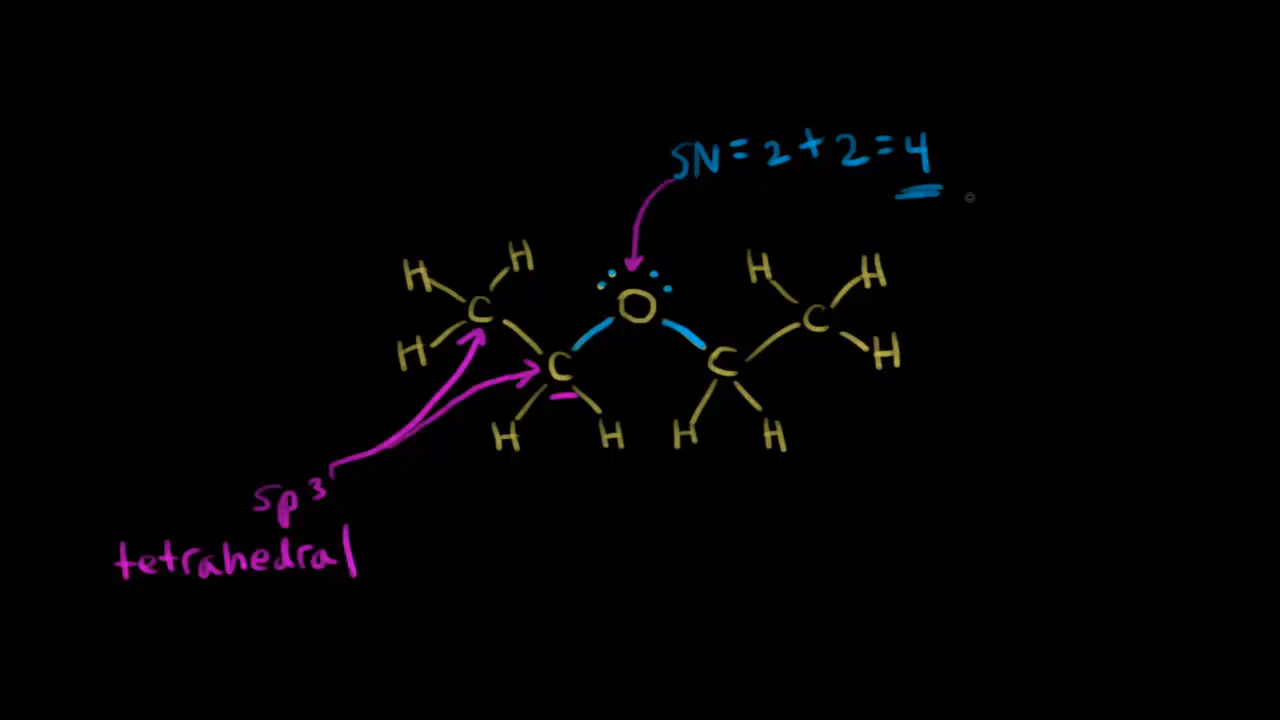 SN = 2 + 2 = 4
H H H H
C O C
H H
C C
H H H H
sp³
tetrahedral